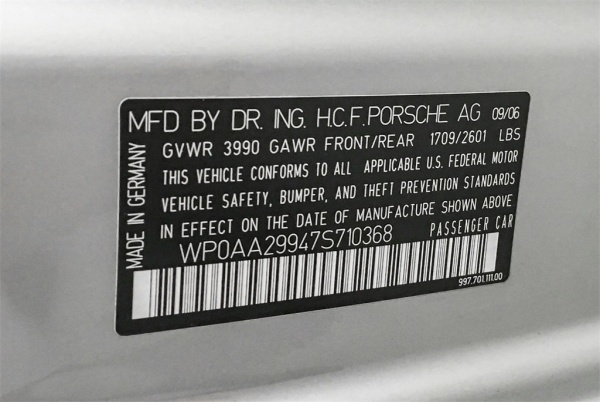 MFD BY DR. ING. H.C.F.PORSCHE AG 09/06
GVWR 3990 GAWR FRONT/REAR 1709/2601 LBS
THIS VEHICLE CONFORMS TO ALL APPLICABLE U.S. FEDERAL MOTOR
VEHICLE SAFETY, BUMPER, AND THEFT PREVENTION STANDARDS
IN EFFECT ON THE DATE OF MANUFACTURE SHOWN ABOVE
WP0AA29947S710368 PASSENGER CAR
997.701.111.00
MADE IN GERMANY